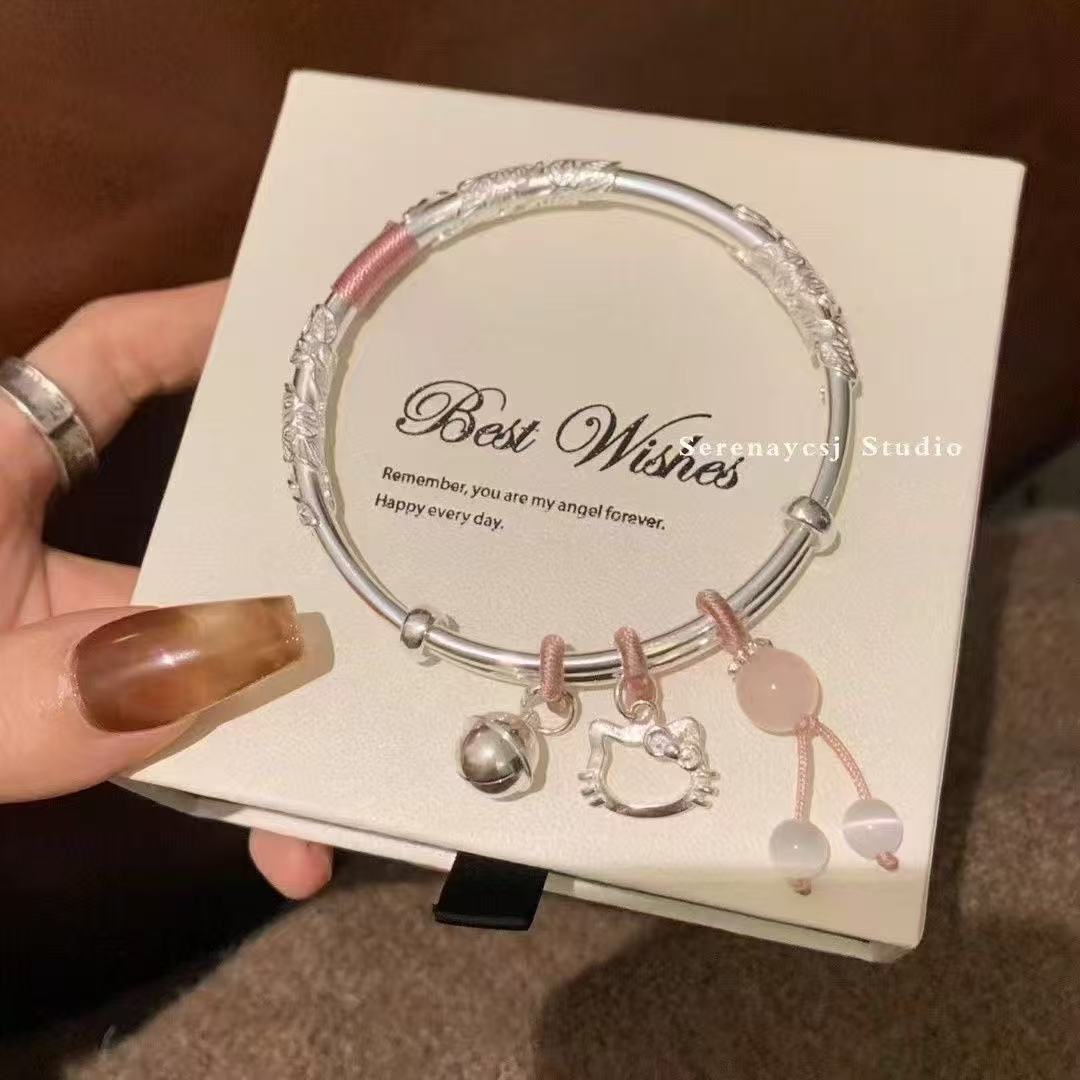 Best Wishes
Serenaycsj Studio
Remember, you are my angel forever.
Happy every day.